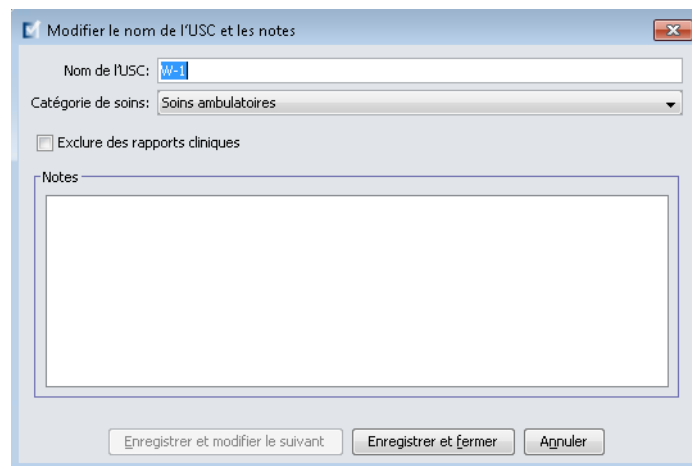 Modifier le nom de l'USC et les notes
Nom de l'USC: W-1
Catégorie de soins: Soins ambulatoires
Exclure des rapports cliniques
Notes
Enregistrer et modifier le suivant Enregistrer et fermer Annuler